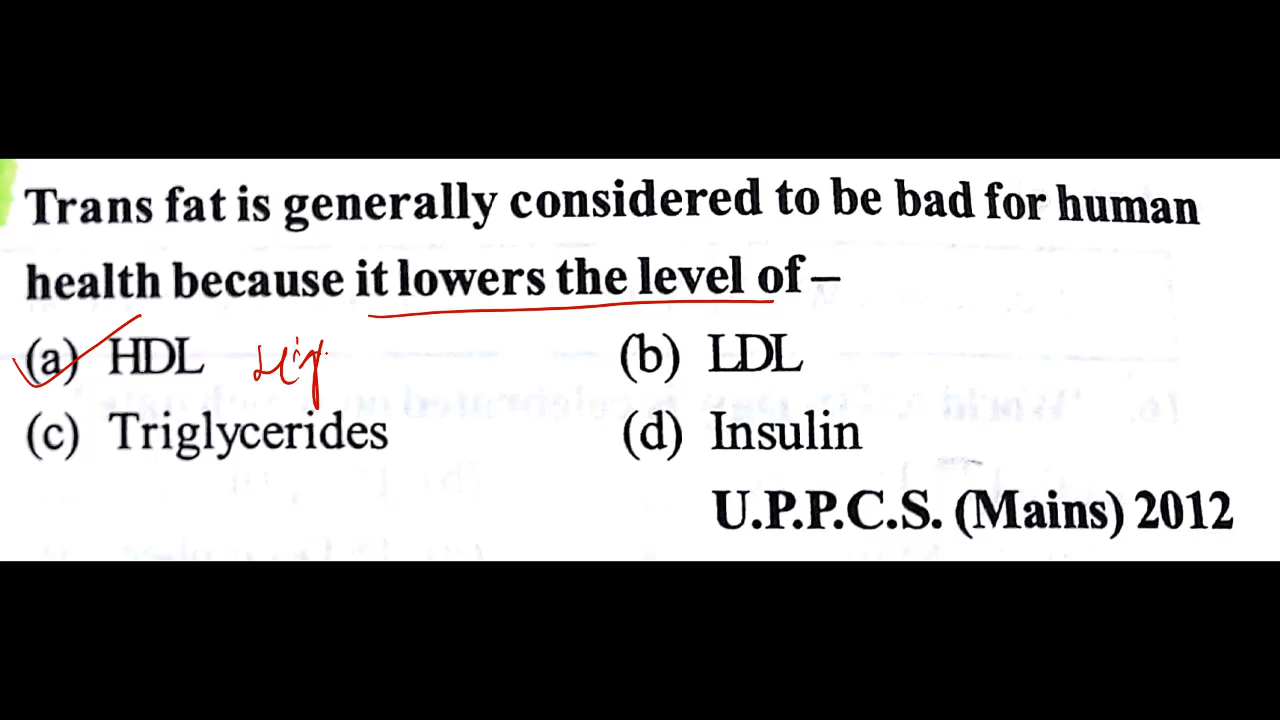 Trans fat is generally considered to be bad for human
health because it lowers the level of –
(a) HDL (b) LDL
(c) Triglycerides (d) Insulin
U.P.P.C.S. (Mains) 2012